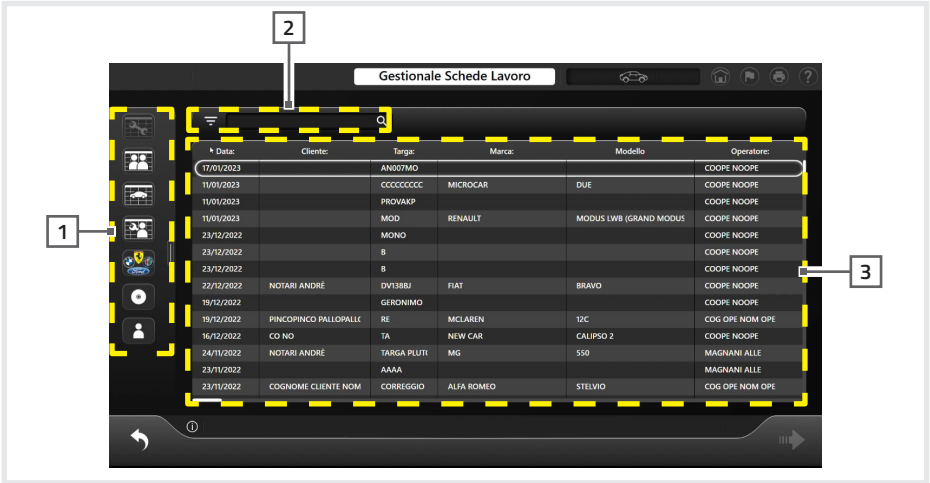 2
Gestionale Schede Lavoro
?
Data: Cliente: Targa: Marca: Modello Operatore:
17/01/2023 AN007MO COOPE NOOPE
11/01/2023 CCCCCCCCC MICROCAR DUE COOPE NOOPE
11/01/2023 PROVAKP COOPE NOOPE
11/01/2023 MOD RENAULT MODUS LWB (GRAND MODUS COOPE NOOPE
1
23/12/2022 MONO COOPE NOOPE
23/12/2022 B COOPE NOOPE
23/12/2022 B COOPE NOOPE
Ford
3
22/12/2022 NOTARI ANDRÈ DV138BJ FIAT BRAVO COOPE NOOPE
19/12/2022 GERONIMO COOPE NOOPE
19/12/2022 PINCOPINCO PALLOPALLO RE MCLAREN 12C COG OPE NOM OPE
16/12/2022 CO NO TA NEW CAR CALIPSO 2 COOPE NOOPE
24/11/2022 NOTARI ANDRÈ TARGA PLUTO MG 550 MAGNANI ALLE
23/11/2022 AAAA MAGNANI ALLE
23/11/2022 COGNOME CLIENTE NOM CORREGGIO ALFA ROMEO STELVIO COG OPE NOM OPE